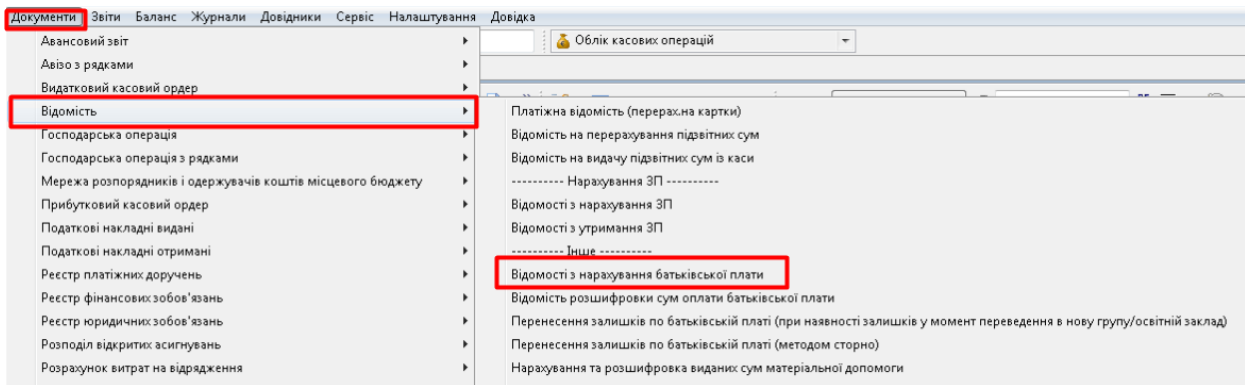 Документи Звіти Баланс Журнали Довідники Сервіс Налаштування Довідка
Облік касових операцій
Авансовий звіт
Авізо з рядками
Видатковий касовий ордер
Відомість
Господарська операція
Господарська операція з рядками
Мережа розпорядників і одержувачів коштів місцевого бюджету
Прибутковий касовий ордер
Податкові накладні видані
Податкові накладні отримані
Реєстр платіжних доручень
Реєстр фінансових зобов'язань
Реєстр юридичних зобов'язань
Розподіл відкритих асигнувань
Розрахунок витрат на відрядження
Платіжна відомість (перерах.на картки)
Відомість на перерахування підзвітних сум
Відомість на видачу підзвітних сум із каси
---------- Нарахування ЗП ----------
Відомості з нарахування ЗП
Відомості з утримання ЗП
---------- Інше ----------
Відомості з нарахування батьківської плати
Відомість розшифровки сум оплати батьківської плати
Перенесення залишків по батьківській платі (при наявності залишків у момент переведення в нову групу/освітній заклад)
Перенесення залишків по батьківській платі (методом сторно)
Нарахування та розшифровка виданих сум матеріальної допомоги